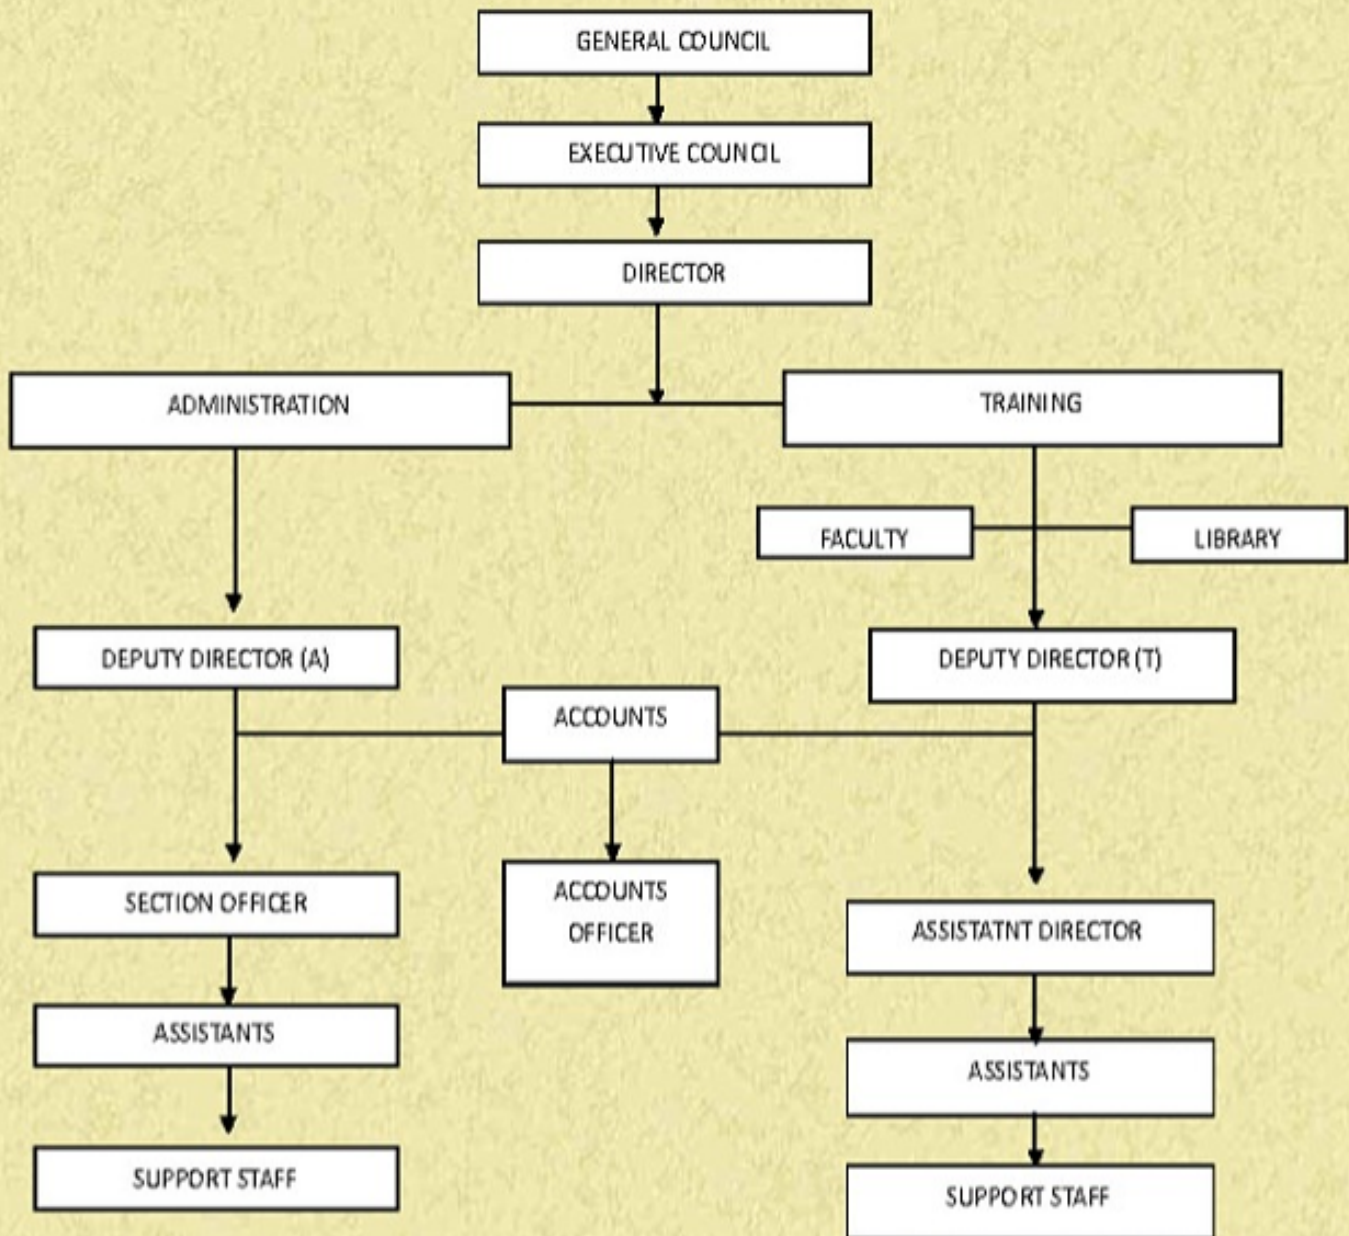 GENERAL COUNCIL
EXECUTIVE COUNCIL
DIRECTOR
ADMINISTRATION
TRAINING
FACULTY
LIBRARY
DEPUTY DIRECTOR (A)
DEPUTY DIRECTOR (T)
ACCOUNTS
SECTION OFFICER
ACCOUNTS
OFFICER
ASSISTATNT DIRECTOR
ASSISTANTS
ASSISTANTS
SUPPORT STAFF
SUPPORT STAFF